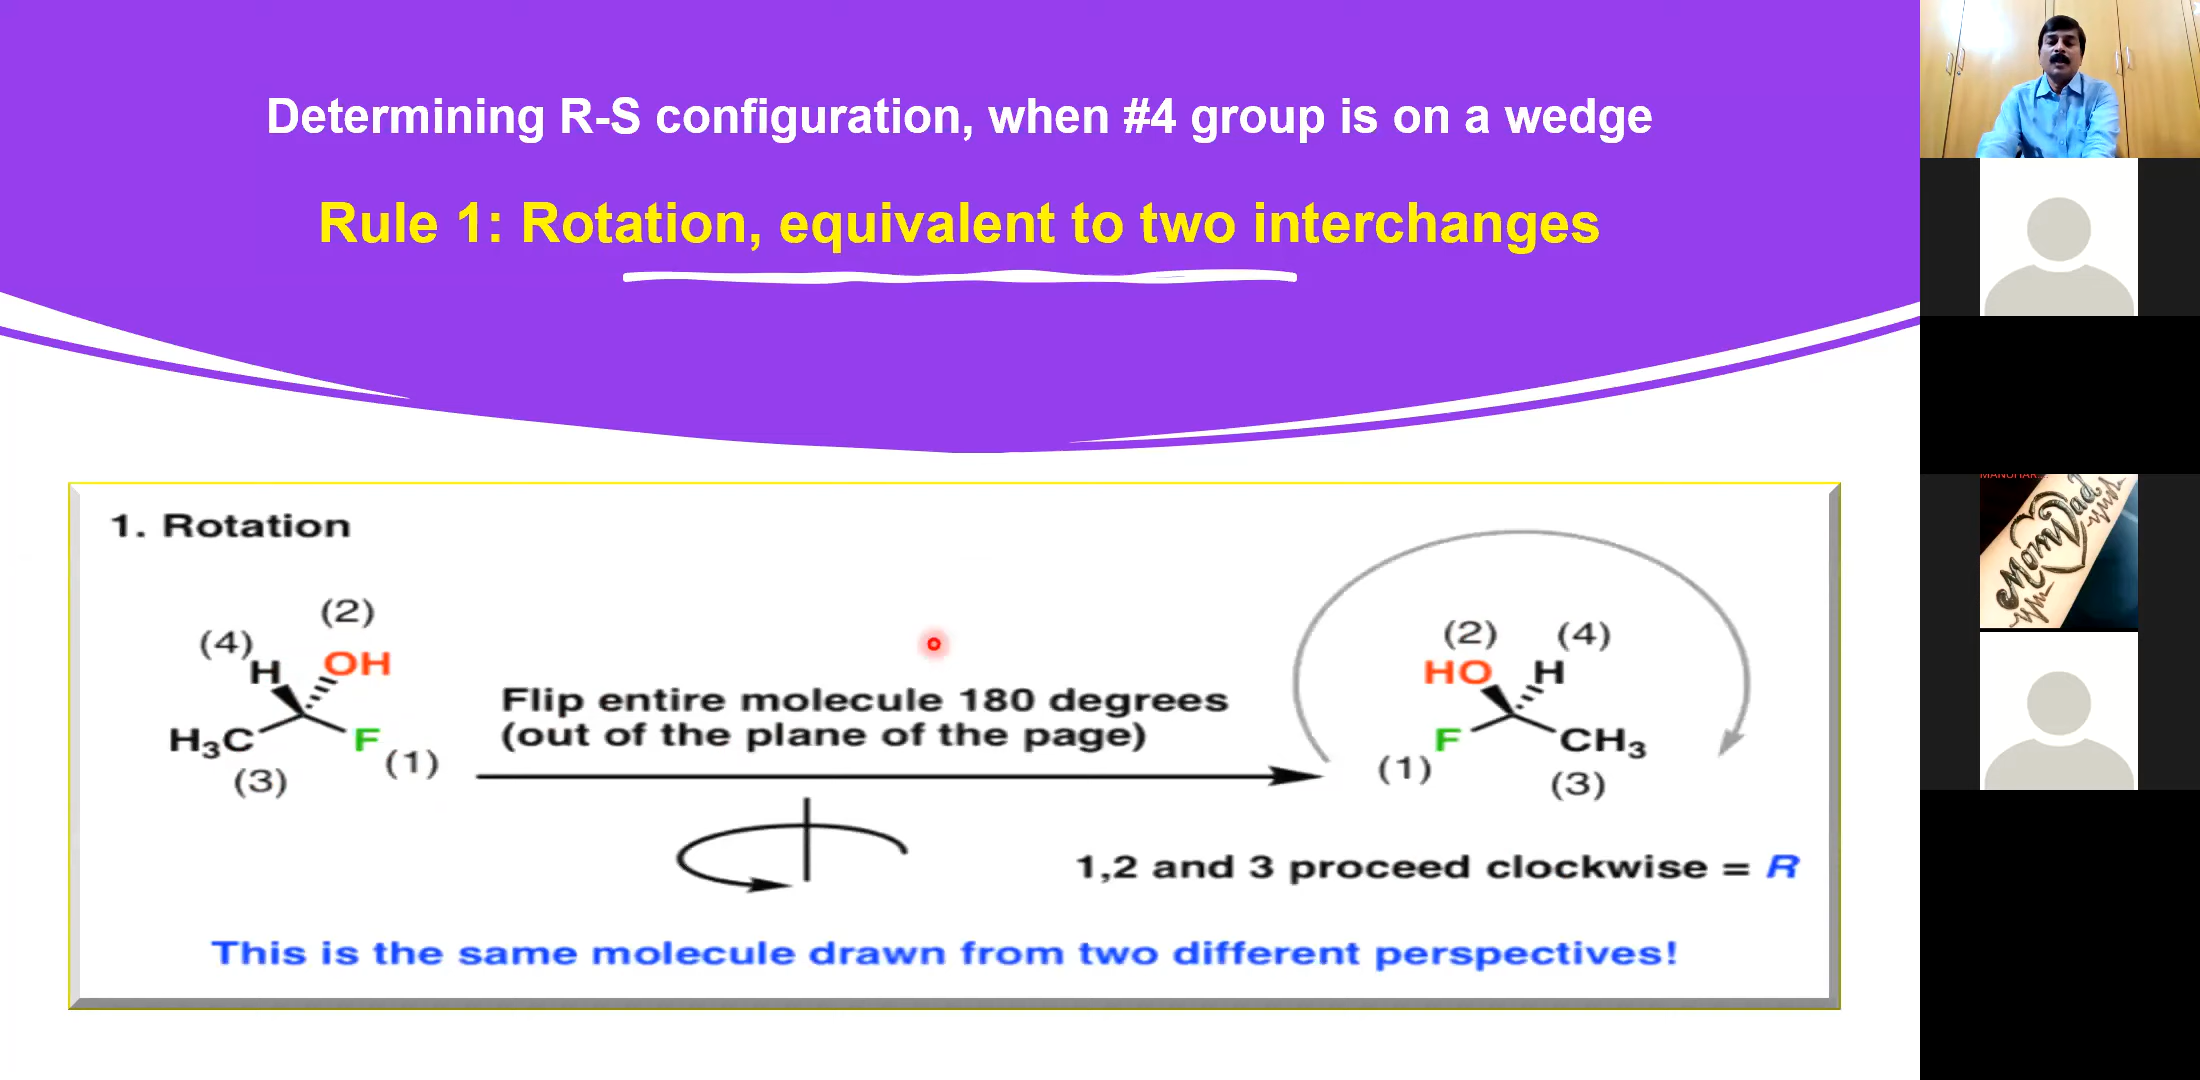 Determining R-S configuration, when #4 group is on a wedge
Rule 1: Rotation, equivalent to two interchanges
1. Rotation
(2)
(4)
H OH
H₃C F
(3) (1)
Flip entire molecule 180 degrees
(out of the plane of the page)
(2) (4)
HO H
F CH₃
(1) (3)
1,2 and 3 proceed clockwise = R
This is the same molecule drawn from two different perspectives!
Mom Dad